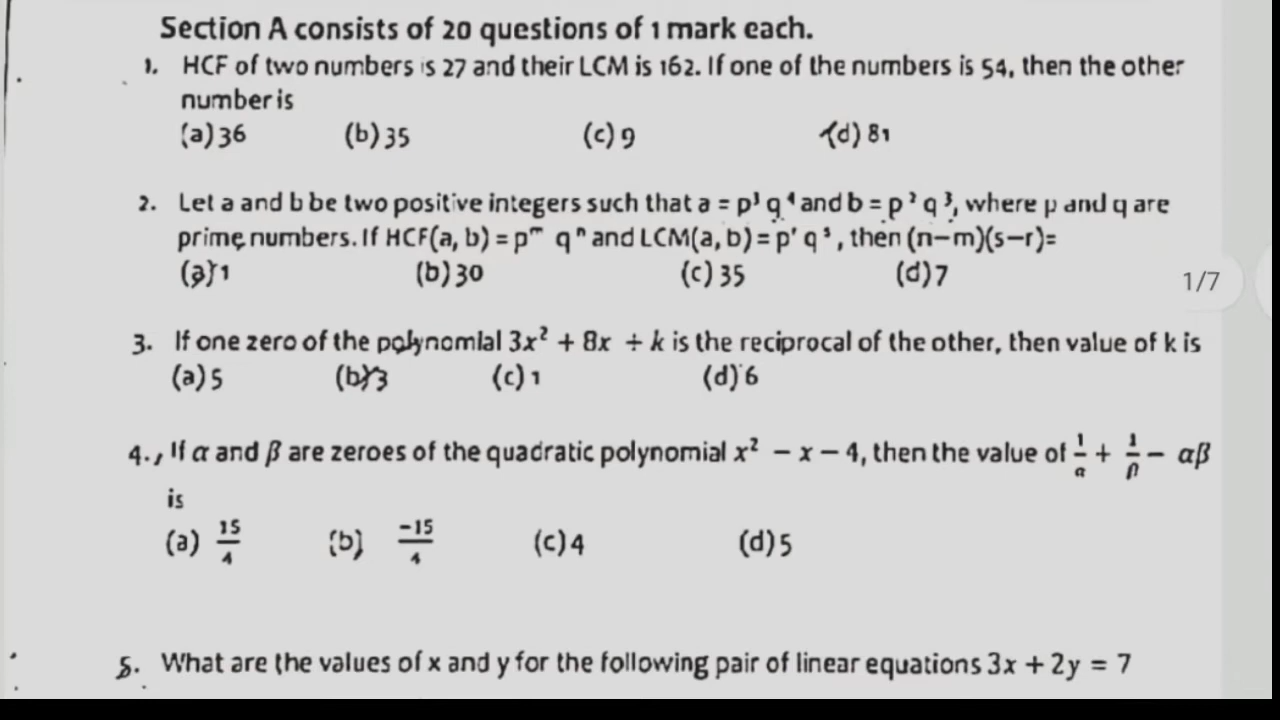 Section A consists of 20 questions of 1 mark each.
1. HCF of two numbers is 27 and their LCM is 162. If one of the numbers is 54, then the other
number is
(a) 36 (b) 35 (c) 9 (d) 81
2. Let a and b be two positive integers such that a = p³ q⁴ and b = p² q³, where p and q are
prime numbers. If HCF(a, b) = pᵐ qⁿ and LCM(a, b) = pʳ qˢ, then (n−m)(s−r)=
(a) 1 (b) 30 (c) 35 (d) 7
1/7
3. If one zero of the polynomial 3x² + 8x + k is the reciprocal of the other, then value of k is
(a) 5 (b) 3 (c) 1 (d) 6
4. If α and β are zeroes of the quadratic polynomial x² − x − 4, then the value of 1/α + 1/β − αβ
is
(a) 15/4 (b) −15/4 (c) 4 (d) 5
5. What are the values of x and y for the following pair of linear equations 3x + 2y = 7